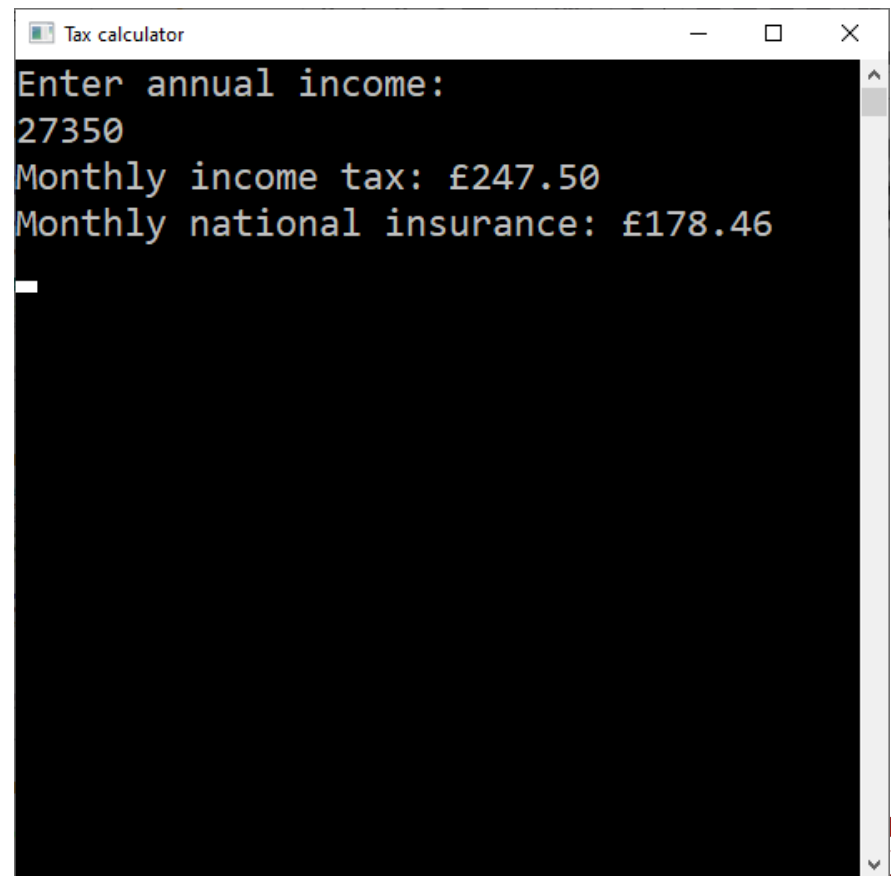 Tax calculator
Enter annual income:
27350
Monthly income tax: £247.50
Monthly national insurance: £178.46